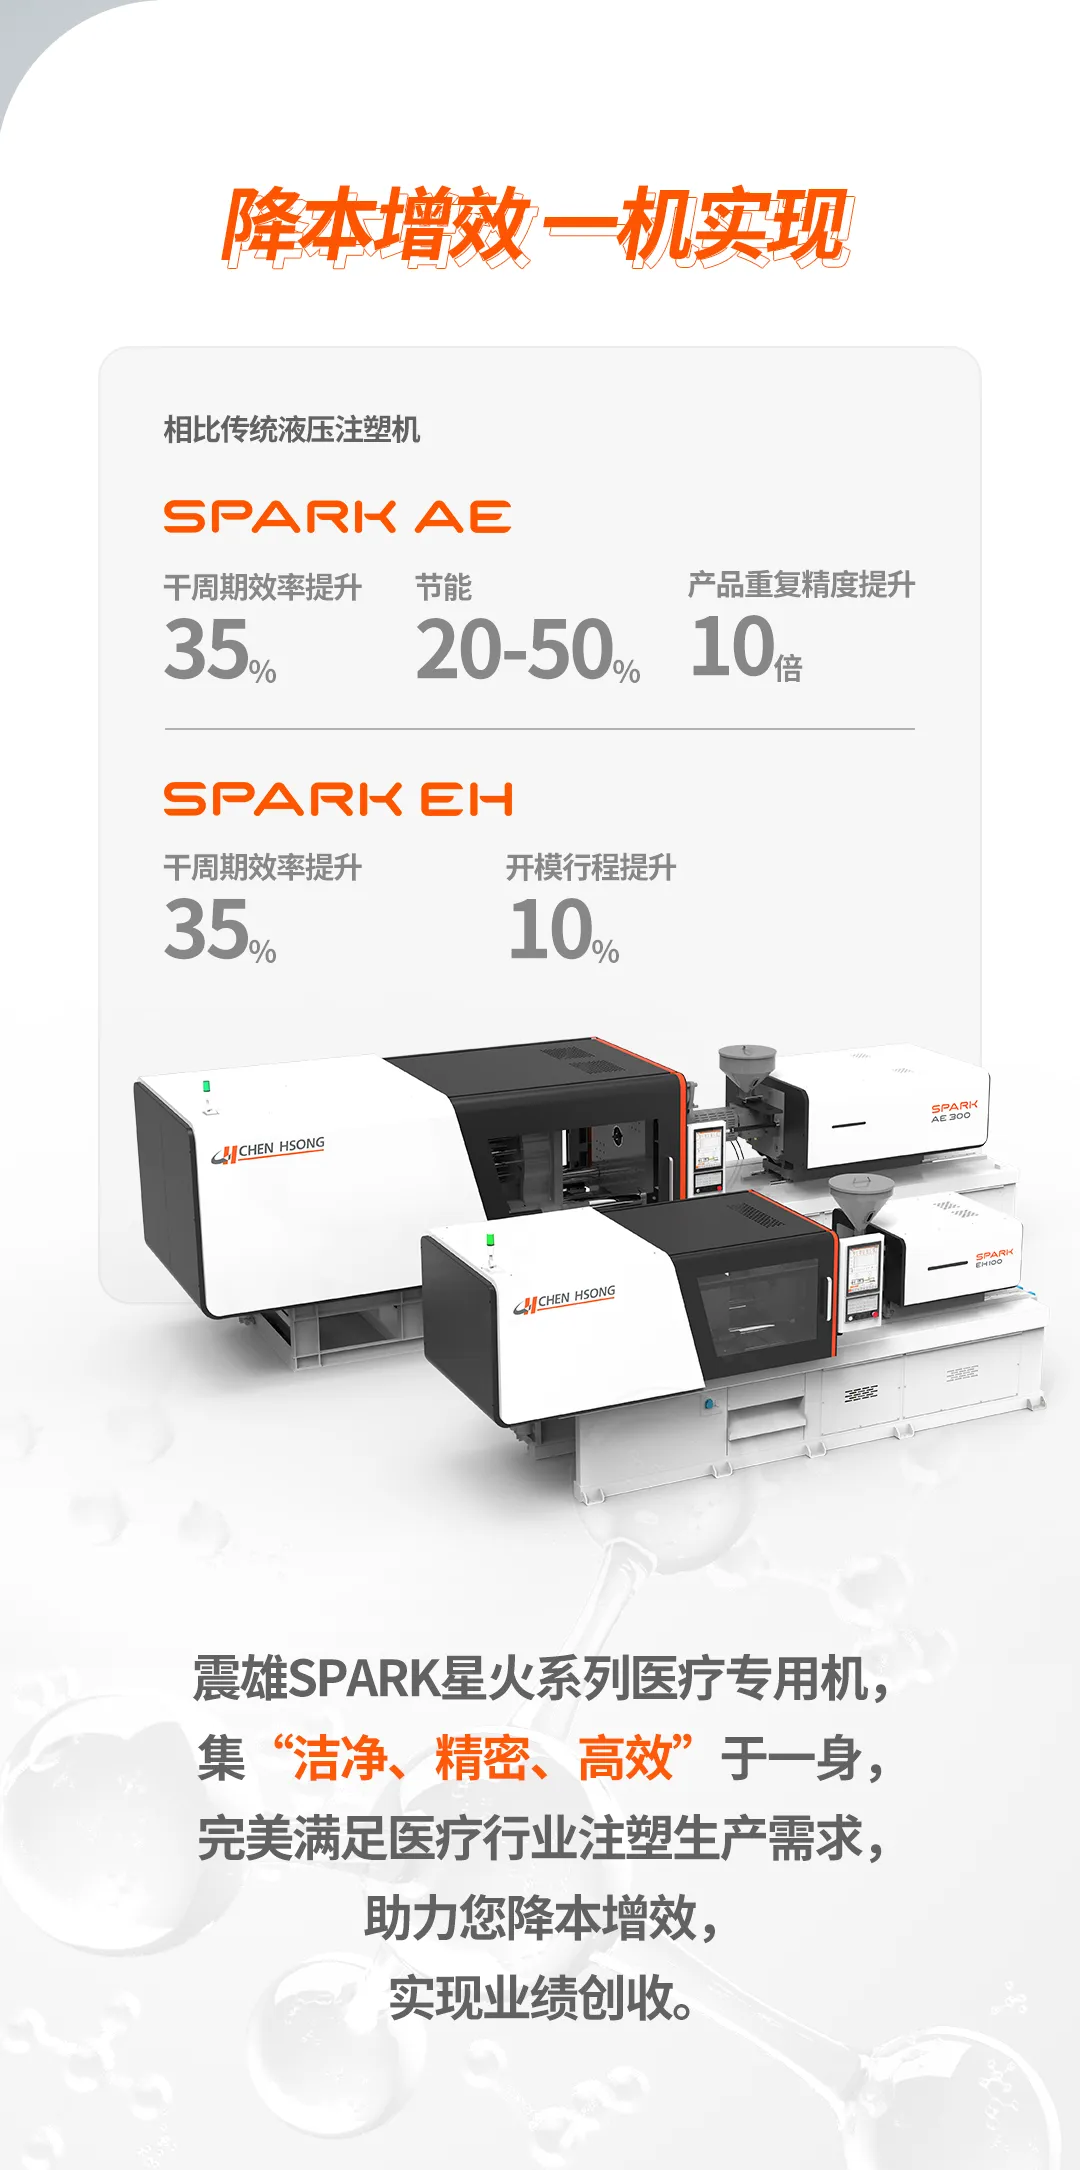 降本增效 一机实现
相比传统液压注塑机
SPARK AE
干周期效率提升 节能 产品重复精度提升
35% 20-50% 10倍
SPARK EH
干周期效率提升 开模行程提升
35% 10%
CHEN HSONG
SPARK
AE 300
CHEN HSONG
SPARK
EH100
震雄SPARK星火系列医疗专用机，
集“洁净、精密、高效”于一身，
完美满足医疗行业注塑生产需求，
助力您降本增效，
实现业绩创收。